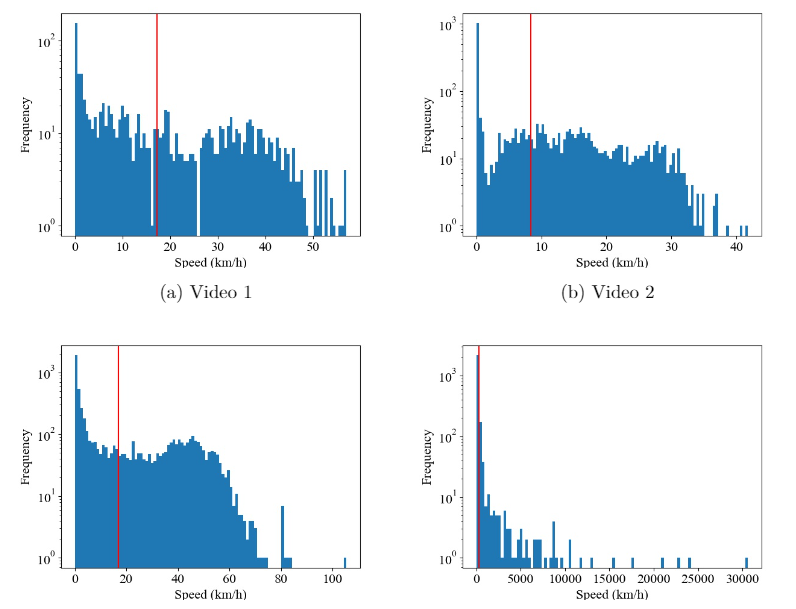 10²
10¹
10⁰
Frequency
0 10 20 30 40 50
Speed (km/h)
(a) Video 1
10³
10²
10¹
10⁰
Frequency
0 10 20 30 40
Speed (km/h)
(b) Video 2
10³
10²
10¹
10⁰
Frequency
0 20 40 60 80 100
Speed (km/h)
10³
10²
10¹
10⁰
Frequency
0 5000 10000 15000 20000 25000 30000
Speed (km/h)